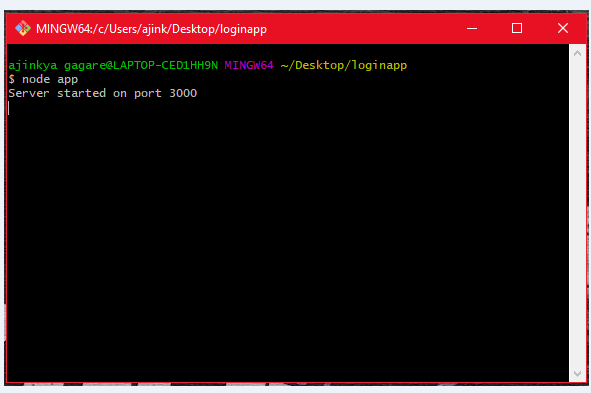 MINGW64:/c/Users/ajink/Desktop/loginapp
ajinkya gagare@LAPTOP-CED1HH9N MINGW64 ~/Desktop/loginapp
$ node app
Server started on port 3000